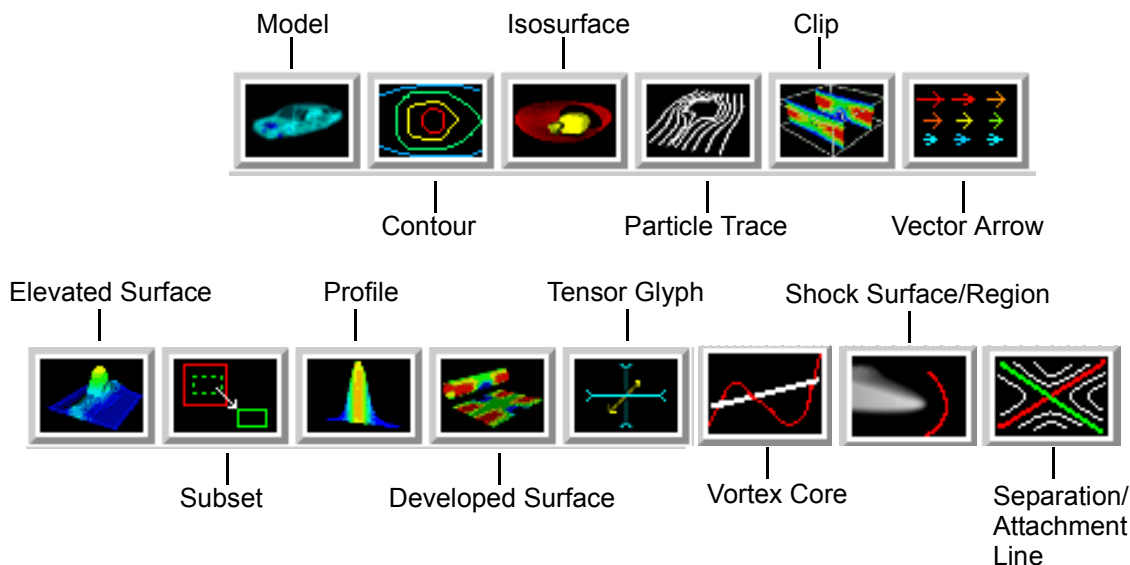 Model
Isosurface
Clip
Contour
Particle Trace
Vector Arrow
Elevated Surface
Profile
Tensor Glyph
Shock Surface/Region
Subset
Developed Surface
Vortex Core
Separation/
Attachment
Line